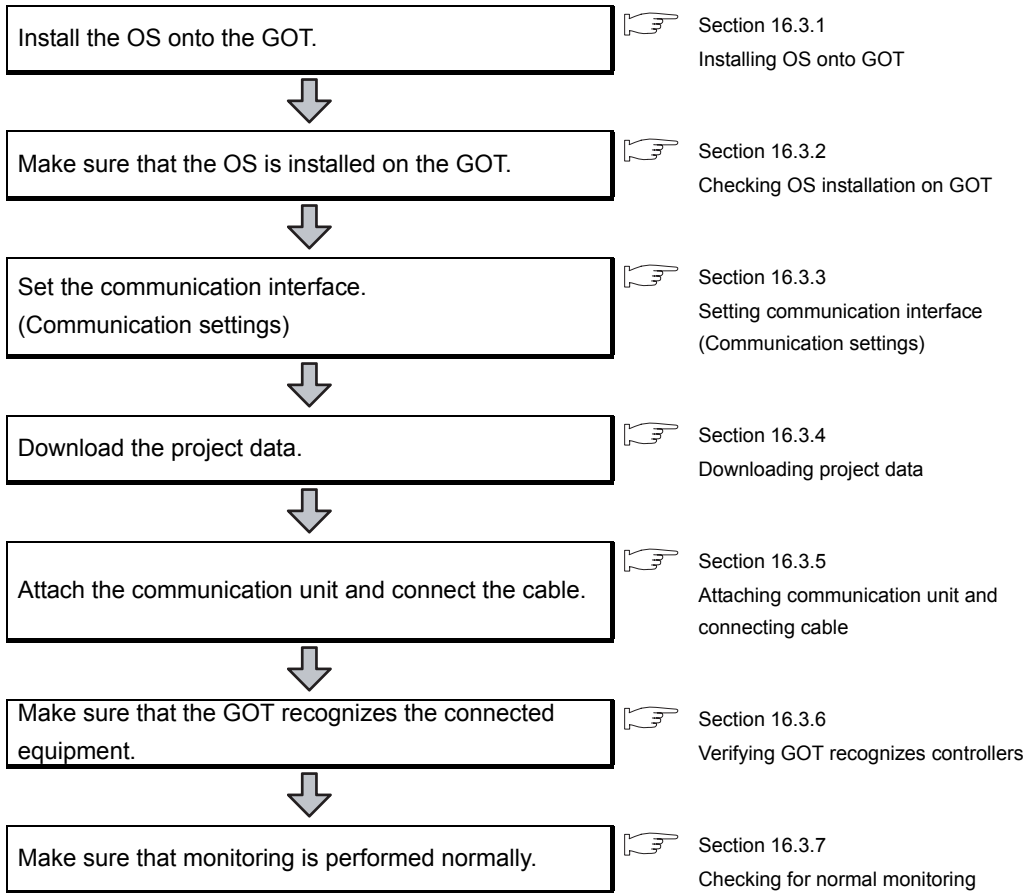 Install the OS onto the GOT.
Section 16.3.1
Installing OS onto GOT
Make sure that the OS is installed on the GOT.
Section 16.3.2
Checking OS installation on GOT
Set the communication interface.
(Communication settings)
Section 16.3.3
Setting communication interface
(Communication settings)
Download the project data.
Section 16.3.4
Downloading project data
Attach the communication unit and connect the cable.
Section 16.3.5
Attaching communication unit and
connecting cable
Make sure that the GOT recognizes the connected
equipment.
Section 16.3.6
Verifying GOT recognizes controllers
Make sure that monitoring is performed normally.
Section 16.3.7
Checking for normal monitoring